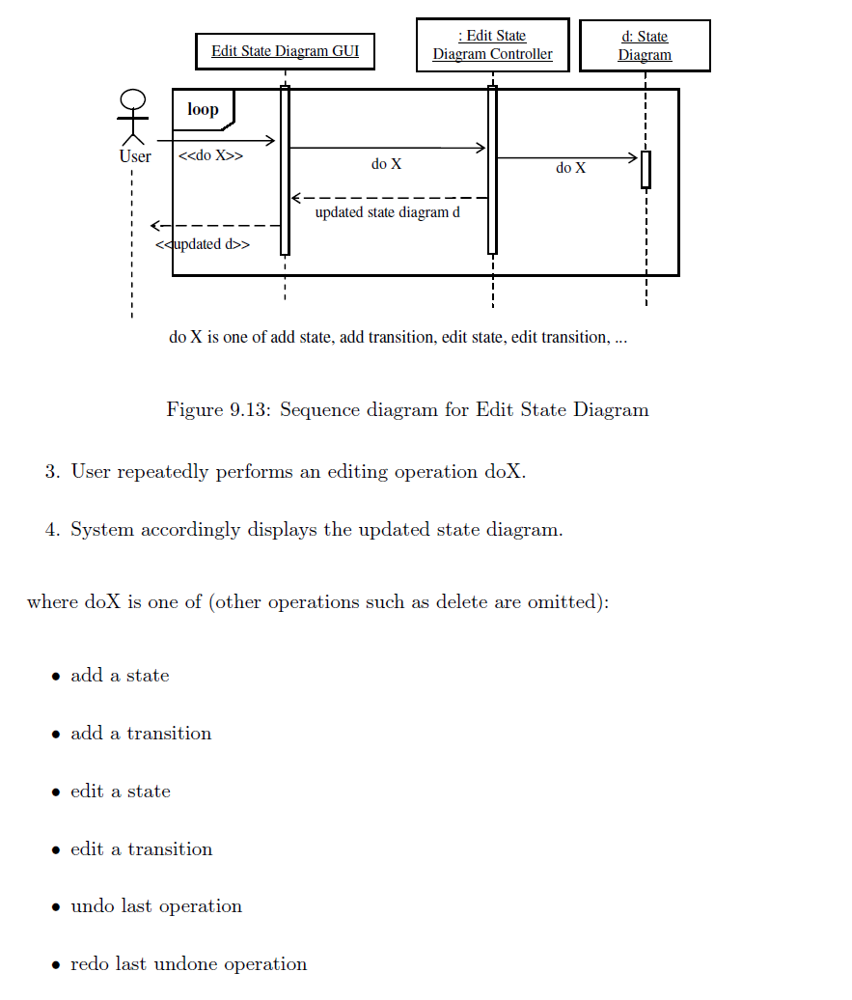 Edit State Diagram GUI
: Edit State
Diagram Controller
d: State
Diagram
loop
User
<<do X>>
do X
do X
updated state diagram d
<<updated d>>
do X is one of add state, add transition, edit state, edit transition, ...
Figure 9.13: Sequence diagram for Edit State Diagram
3. User repeatedly performs an editing operation doX.
4. System accordingly displays the updated state diagram.
where doX is one of (other operations such as delete are omitted):
• add a state
• add a transition
• edit a state
• edit a transition
• undo last operation
• redo last undone operation